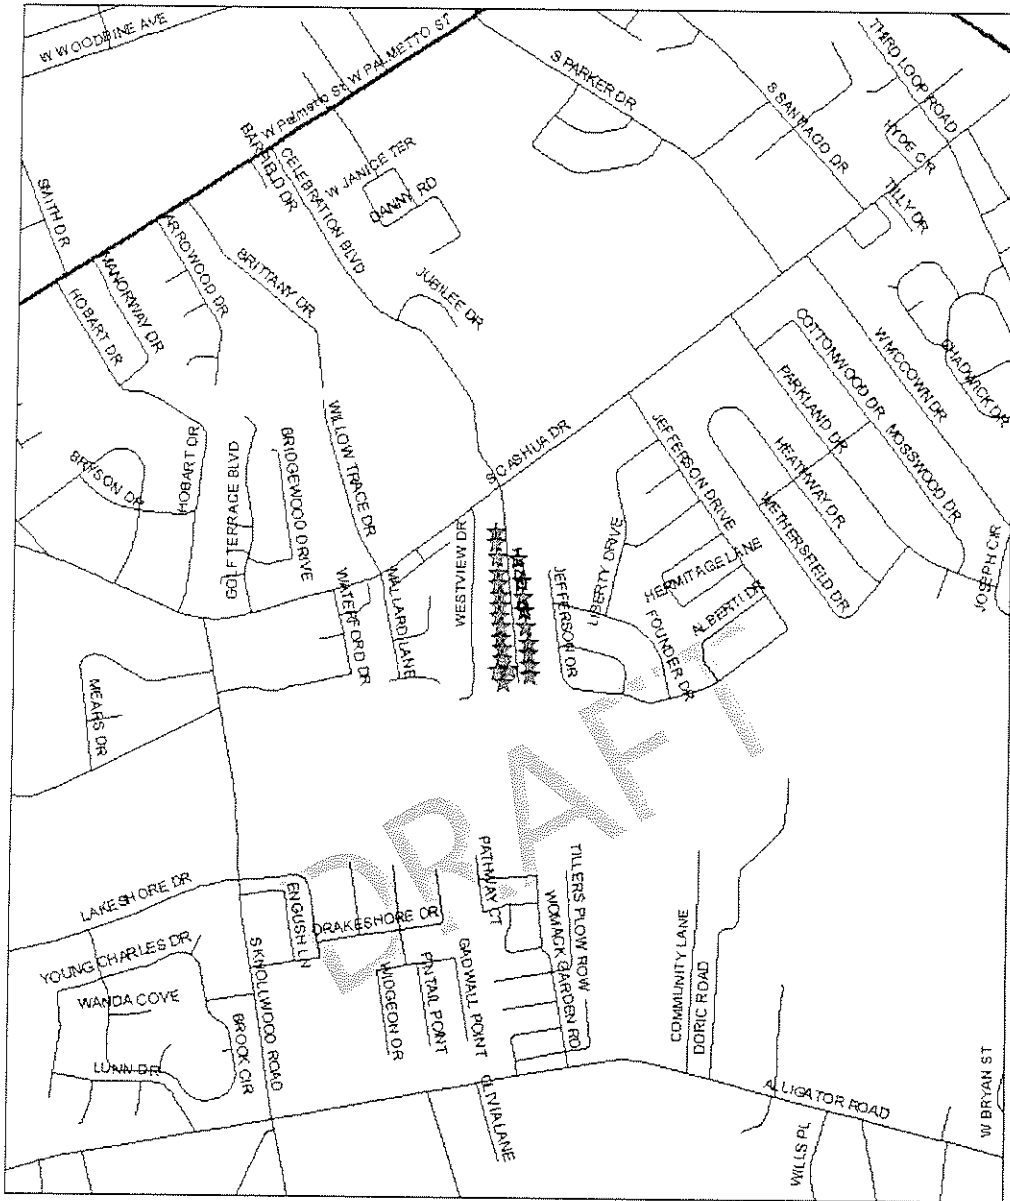 W WOODBINE AVE
W Palmetto St
W PALMETTO ST
S PARKER DR
THIRD LOOP ROAD
S SANTIAGO DR
HYDE CIR
TILLY DR
BARFIELD DR
CELEBRATION BLVD
W JANICE TER
DANNY RD
JUBILEE DR
SMITH DR
MANORWAY DR
HOBART DR
ARROWOOD DR
BRITTANY DR
COTTONWOOD DR
W MCCOWN DR
CHADWICK DR
PARKLAND DR
MOSSWOOD DR
HEATHWAY DR
WETHERSFIELD DR
JOSEPH CIR
BRYSON DR
HOBART DR
GOLF TERRACE BLVD
BRIDGEWOOD DRIVE
WILLOW TRACE DR
S CASHUA DR
JEFFERSON DRIVE
WATERFORD DR
MALLARD LANE
WESTVIEW DR
JEFFERSON DR
LIBERTY DRIVE
HERMITAGE LANE
FOUNDER DR
ALBERTI DR
MEARS DR
DRAFT
LAKESHORE DR
YOUNG CHARLES DR
WANDA COVE
LUNN DR
BROOK CIR
S KNOLLWOOD ROAD
ENGLISH LN
DRAKESHORE DR
WIDGEON DR
PINTAIL POINT
GADWALL POINT
PATHWAY CT
TILLERS PLOW ROW
WOMACK GARDEN RD
COMMUNITY LANE
DORIC ROAD
OLIVIA LANE
ALLIGATOR ROAD
WILLS PL
W BRYAN ST